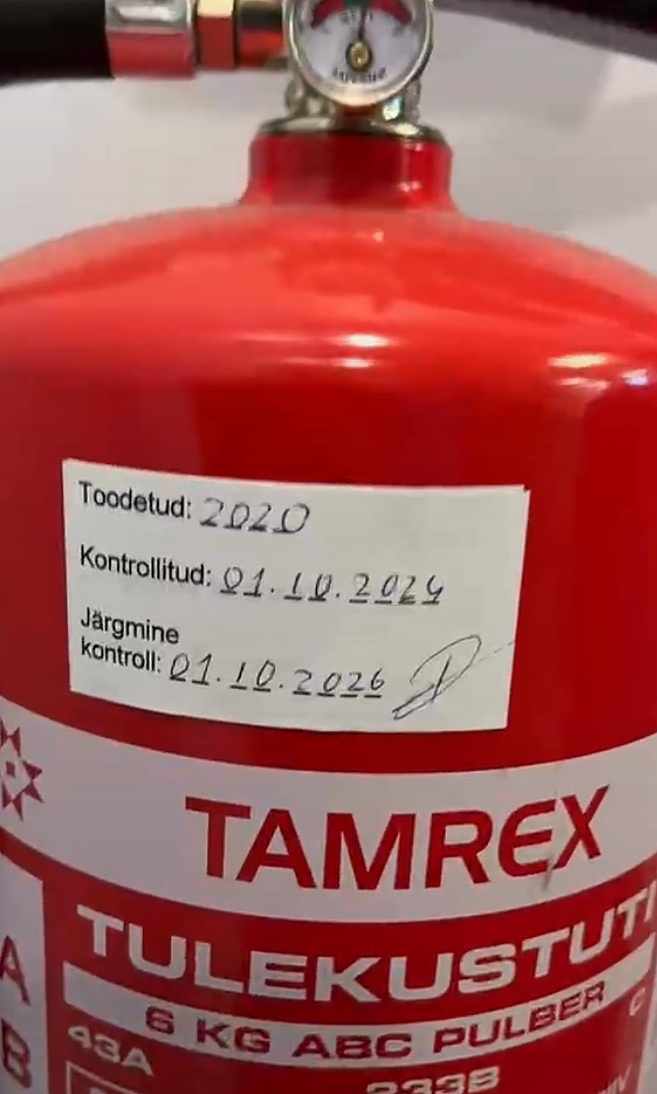 Toodetud: 2020
Kontrollitud: 01.10.2024
Järgmine
kontroll: 01.10.2026
TAMREX
TULEKUSTUTI
6 KG ABC PULBER
C
A
43A
233B
B